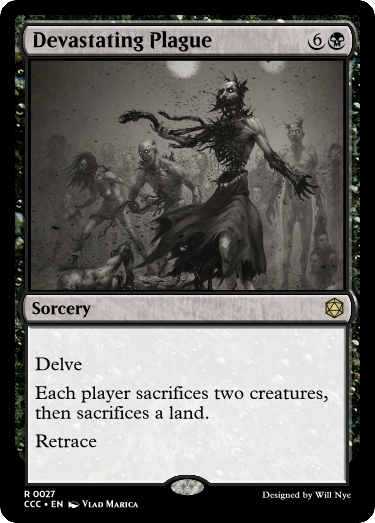 Devastating Plague 6
Sorcery
Delve
Each player sacrifices two creatures,
then sacrifices a land.
Retrace
R 0027
CCC • EN Vlad Marica
Designed by Will Nye